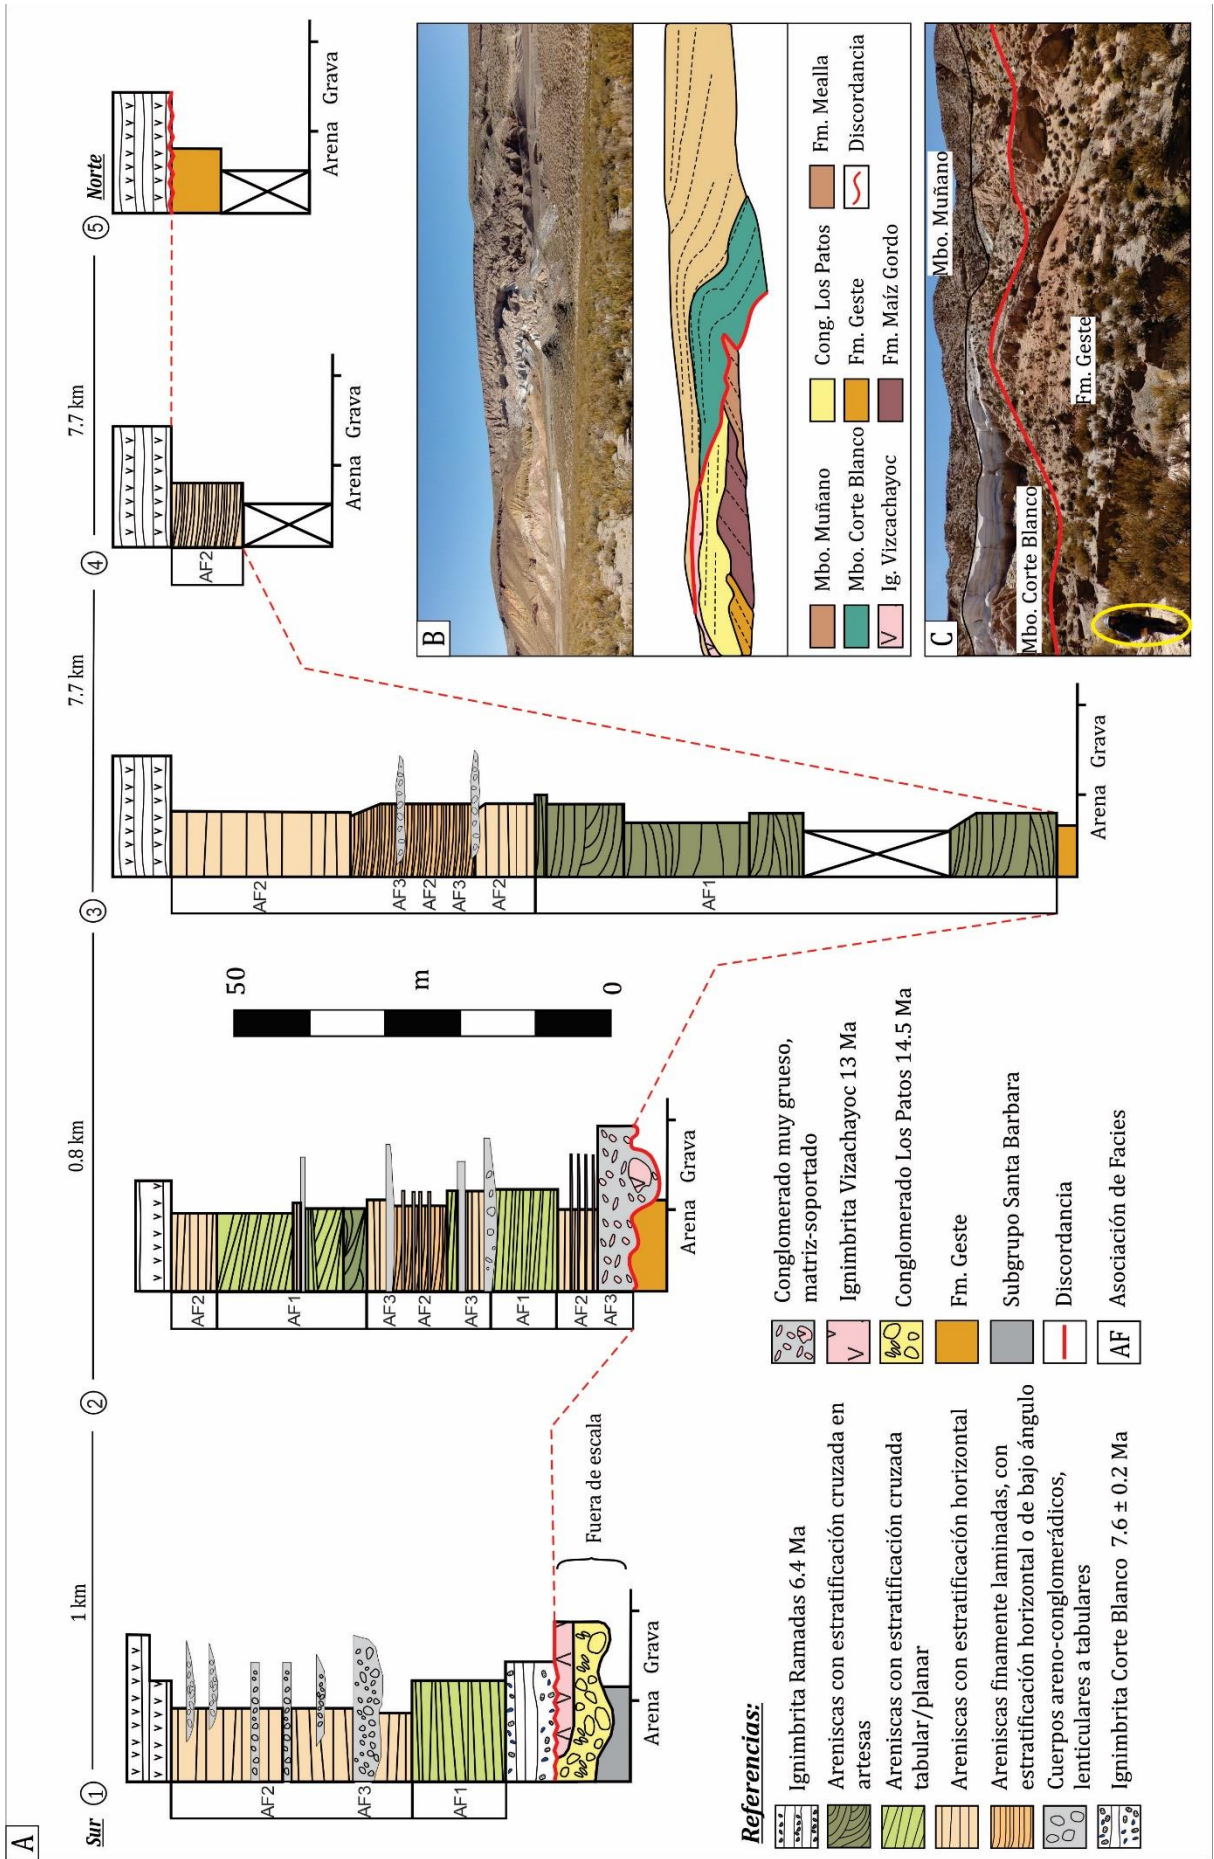 A
Sur
1
1 km
2
0.8 km
3
7.7 km
4
7.7 km
5
Norte
AF2
AF3
AF1
Arena Grava
Fuera de escala
AF2
AF1
AF3
AF2
AF3
AF1
AF2
AF3
Arena Grava
50
m
0
AF2
AF3
AF2
AF3
AF2
AF1
Arena Grava
AF2
Arena Grava
Arena Grava
Referencias:
Ignimbrita Ramadas 6.4 Ma
Areniscas con estratificación cruzada en
artesas
Areniscas con estratificación cruzada
tabular/planar
Areniscas con estratificación horizontal
Areniscas finamente laminadas, con
estratificación horizontal o de bajo ángulo
Cuerpos areno-conglomerádicos,
lenticulares a tabulares
Ignimbrita Corte Blanco 7.6 ± 0.2 Ma
Conglomerado muy grueso,
matriz-soportado
Ignimbrita Vizachayoc 13 Ma
Conglomerado Los Patos 14.5 Ma
Fm. Geste
Subgrupo Santa Barbara
Discordancia
AF
Asociación de Facies
B
Mbo. Muñano
Mbo. Corte Blanco
V
Ig. Vizcachayoc
Cong. Los Patos
Fm. Geste
Fm. Maíz Gordo
Fm. Mealla
Discordancia
C
Mbo. Corte Blanco
Fm. Geste
Mbo. Muñano